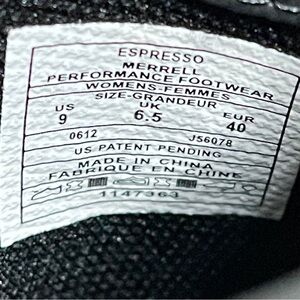 ESPRESSO
MERRELL
PERFORMANCE FOOTWEAR
WOMENS-FEMMES
SIZE-GRANDEUR
US UK EUR
9 6.5 40
0612 J56078
US PATENT PENDING
MADE IN CHINA
FABRIQUE EN CHINE
1147363